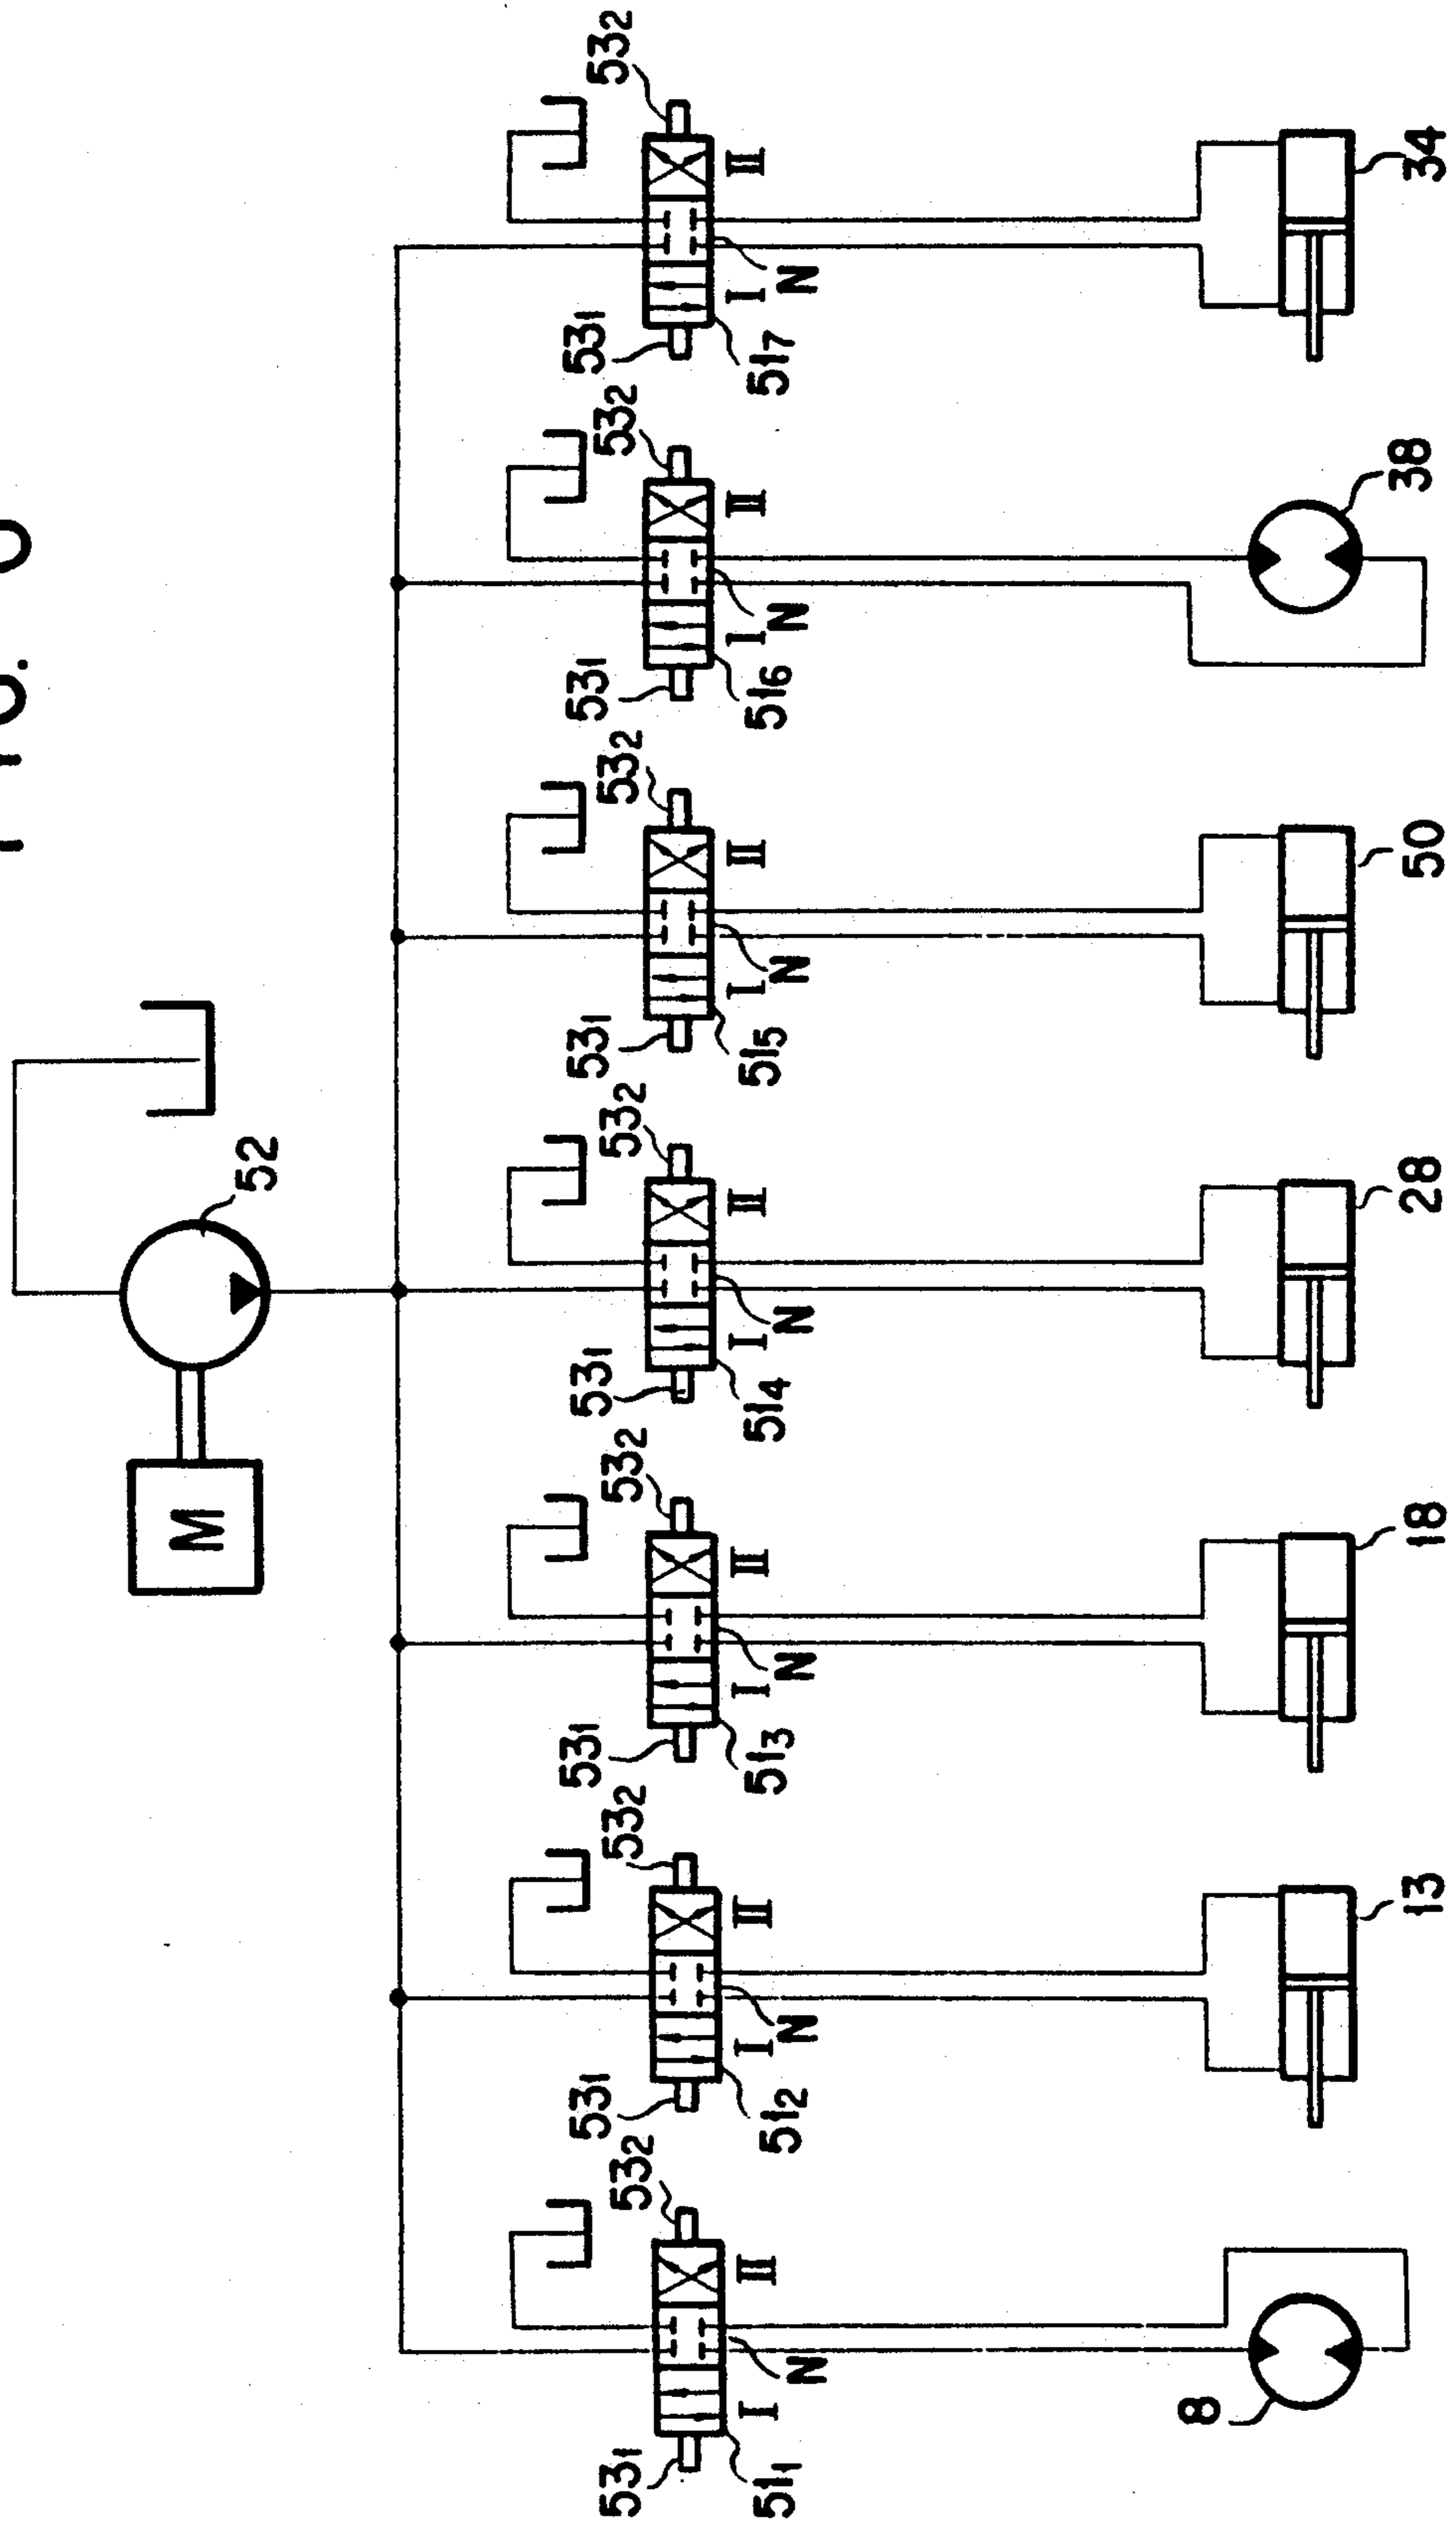 FIG.
M
52
53₁ 53₂ 53₁ 53₂ 53₁ 53₂ 53₁ 53₂ 53₁ 53₂ 53₁ 53₂ 53₁ 53₂
I II I II I II I II I II I II I II
51₁ N 51₂ N 51₃ N 51₄ N 51₅ N 51₆ N 51₇ N
8 13 18 28 50 38 34